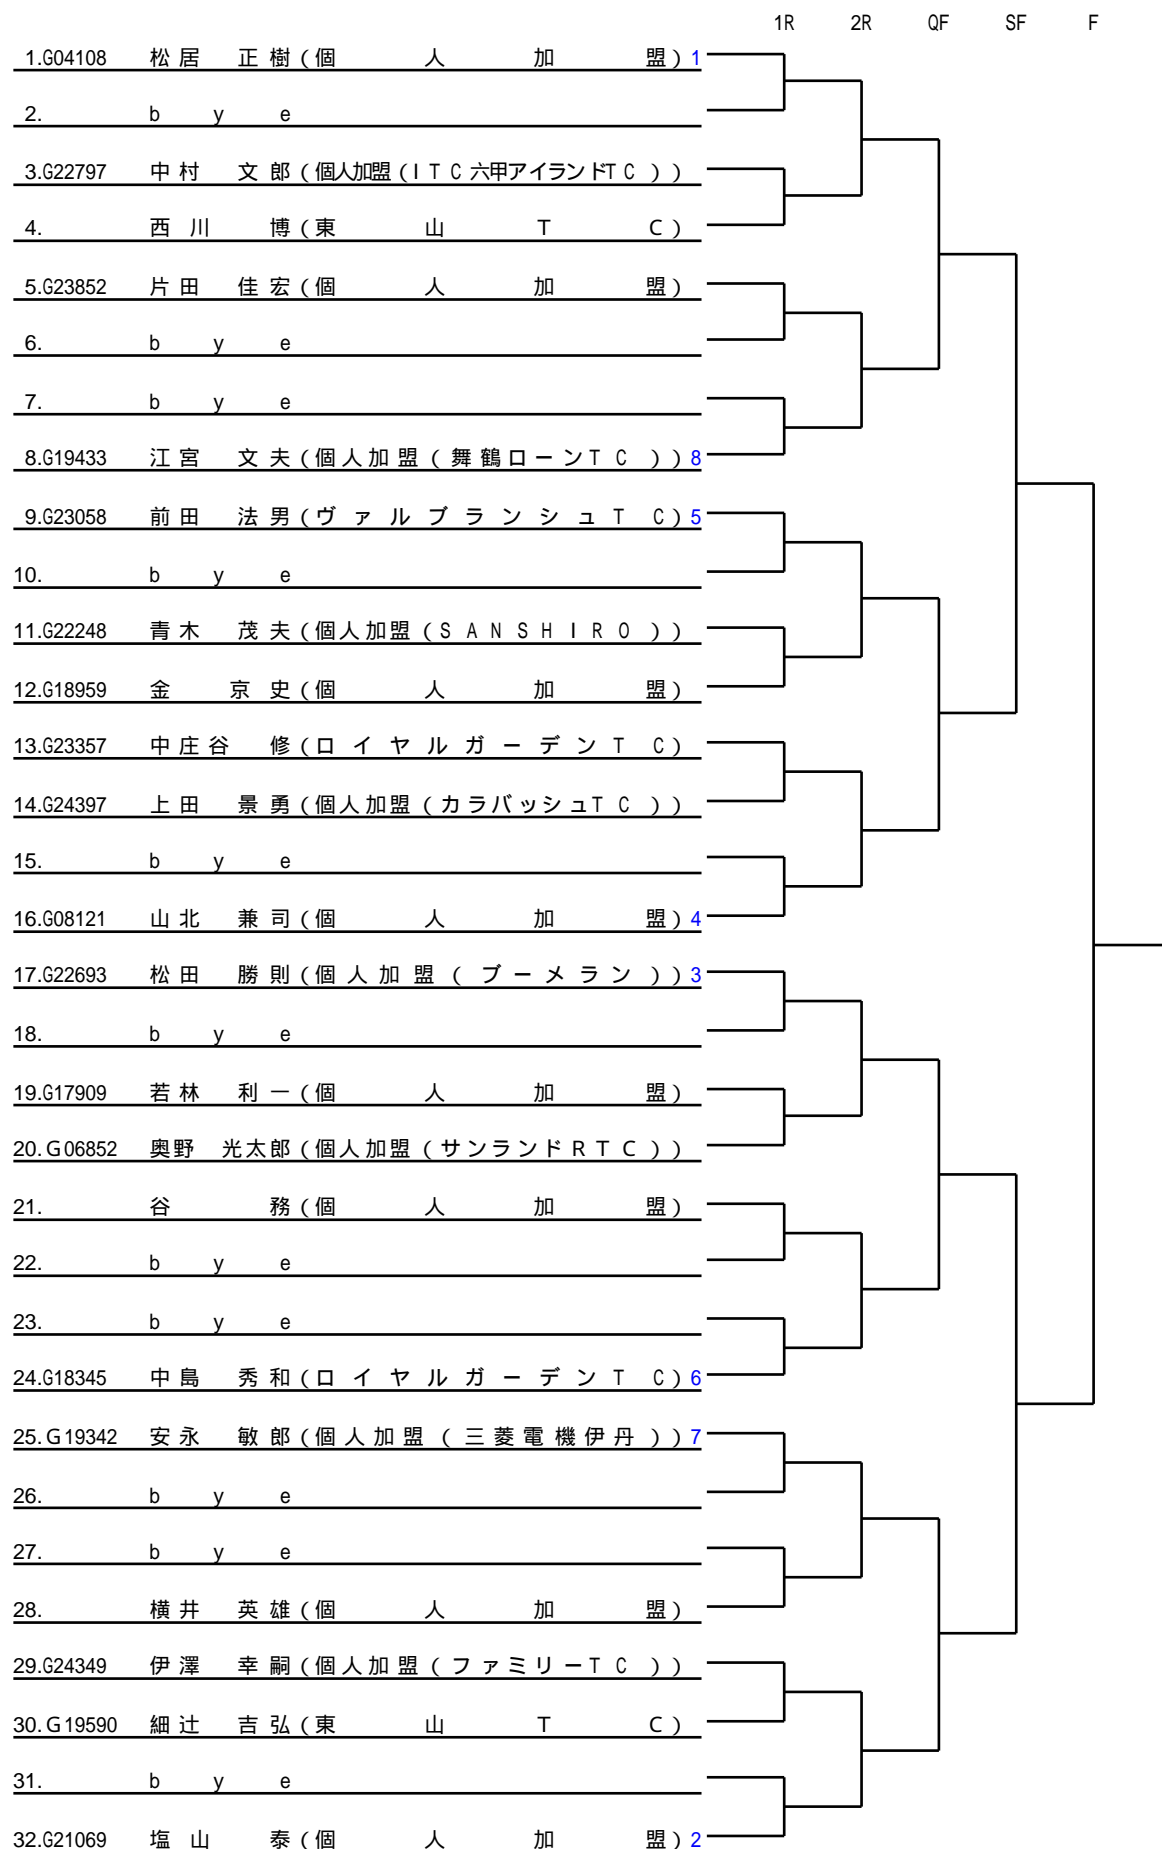 1R 2R QF SF F
1.G04108 松居 正樹(個人加盟) 1
2. bye
3.G22797 中村 文郎(個人加盟(ITC六甲アイランドTC))
4. 西川 博(東山TC)
5.G23852 片田 佳宏(個人加盟)
6. bye
7. bye
8.G19433 江宮 文夫(個人加盟(舞鶴ローンTC)) 8
9.G23058 前田 法男(ヴァルブランシュTC) 5
10. bye
11.G22248 青木 茂夫(個人加盟(SANSHIRO))
12.G18959 金 京史(個人加盟)
13.G23357 中庄谷 修(ロイヤルガーデンTC)
14.G24397 上田 景勇(個人加盟(カラバッシュTC))
15. bye
16.G08121 山北 兼司(個人加盟) 4
17.G22693 松田 勝則(個人加盟(ブーメラン)) 3
18. bye
19.G17909 若林 利一(個人加盟)
20.G06852 奥野 光太郎(個人加盟(サンランドRTC))
21. 谷 務(個人加盟)
22. bye
23. bye
24.G18345 中島 秀和(ロイヤルガーデンTC) 6
25.G19342 安永 敏郎(個人加盟(三菱電機伊丹)) 7
26. bye
27. bye
28. 横井 英雄(個人加盟)
29.G24349 伊澤 幸嗣(個人加盟(ファミリーTC))
30.G19590 細辻 吉弘(東山TC)
31. bye
32.G21069 塩山 泰(個人加盟) 2